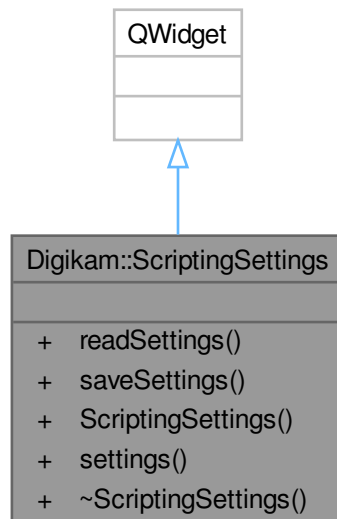 QWidget
Digikam::ScriptingSettings
+ readSettings()
+ saveSettings()
+ ScriptingSettings()
+ settings()
+ ~ScriptingSettings()